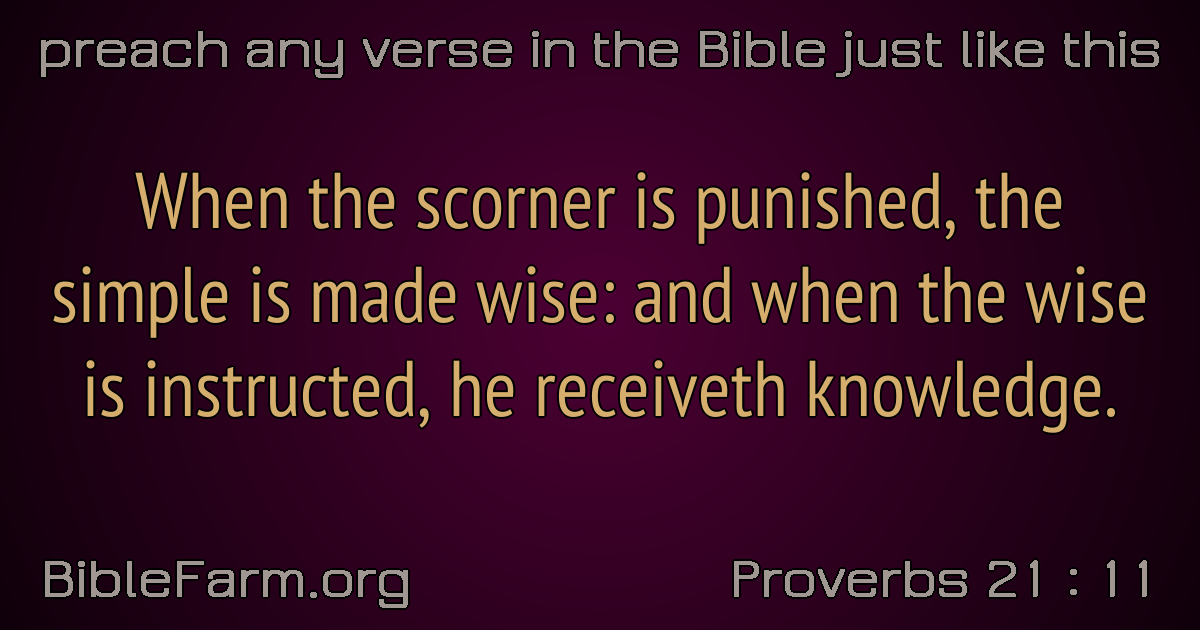 preach any verse in the Bible just like this
When the scorner is punished, the
simple is made wise: and when the wise
is instructed, he receiveth knowledge.
BibleFarm.org
Proverbs 21 : 11